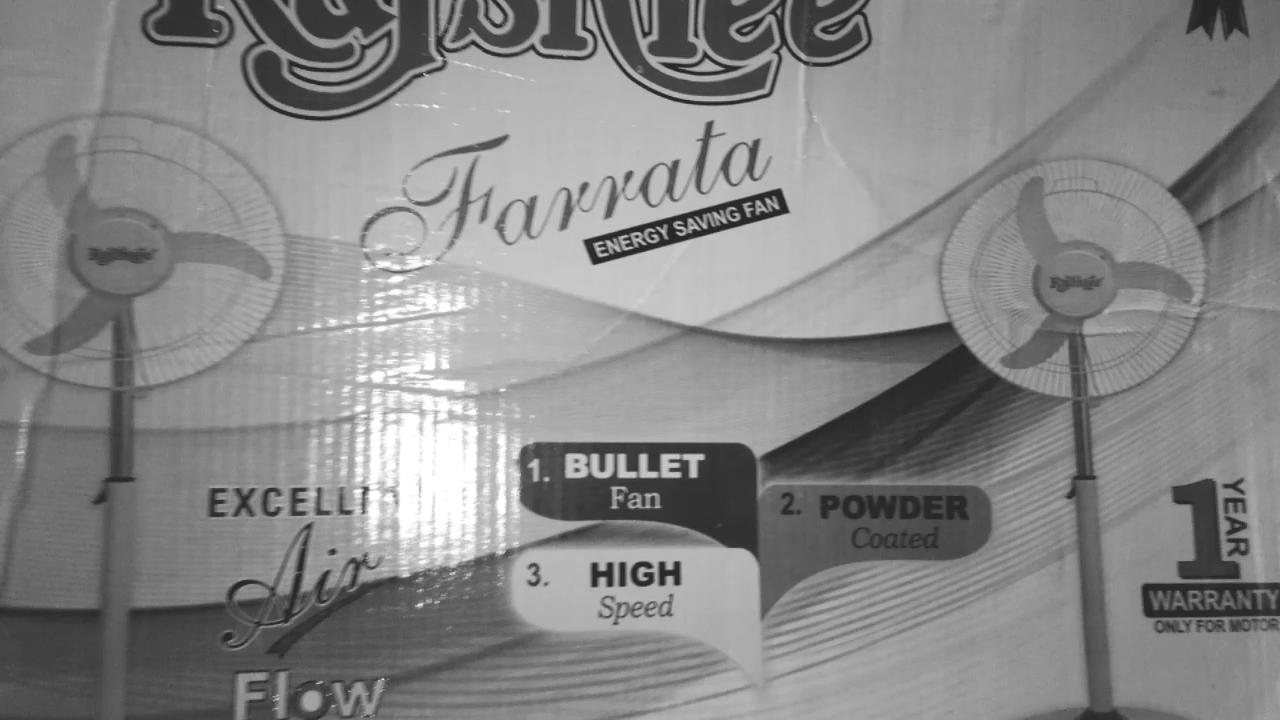 Farrata
ENERGY SAVING FAN
EXCELL
Air
Flow
1. BULLET
Fan
2. POWDER
Coated
3. HIGH
Speed
1 YEAR
WARRANTY
ONLY FOR MOTOR